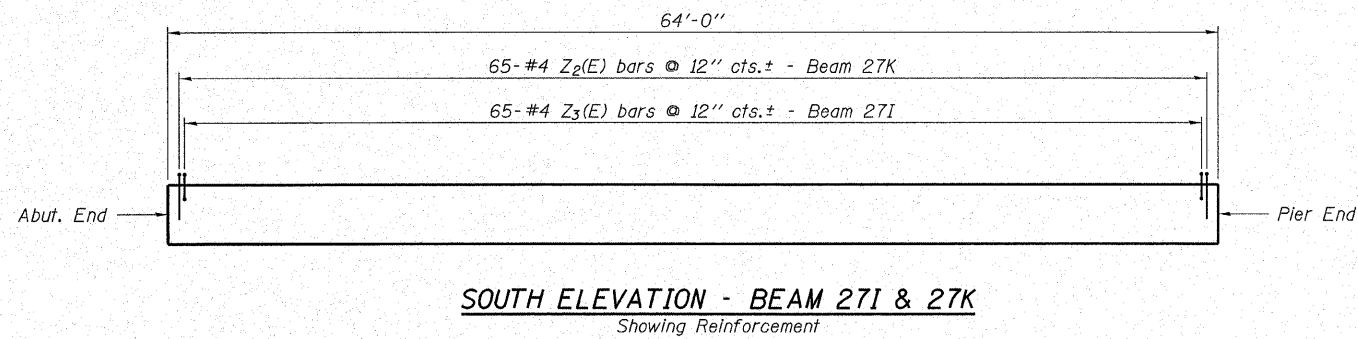 64'-0"
65-#4 Z2(E) bars @ 12" cts.± - Beam 27K
65-#4 Z3(E) bars @ 12" cts.± - Beam 27I
Abut. End
Pier End
SOUTH ELEVATION - BEAM 27I & 27K
Showing Reinforcement